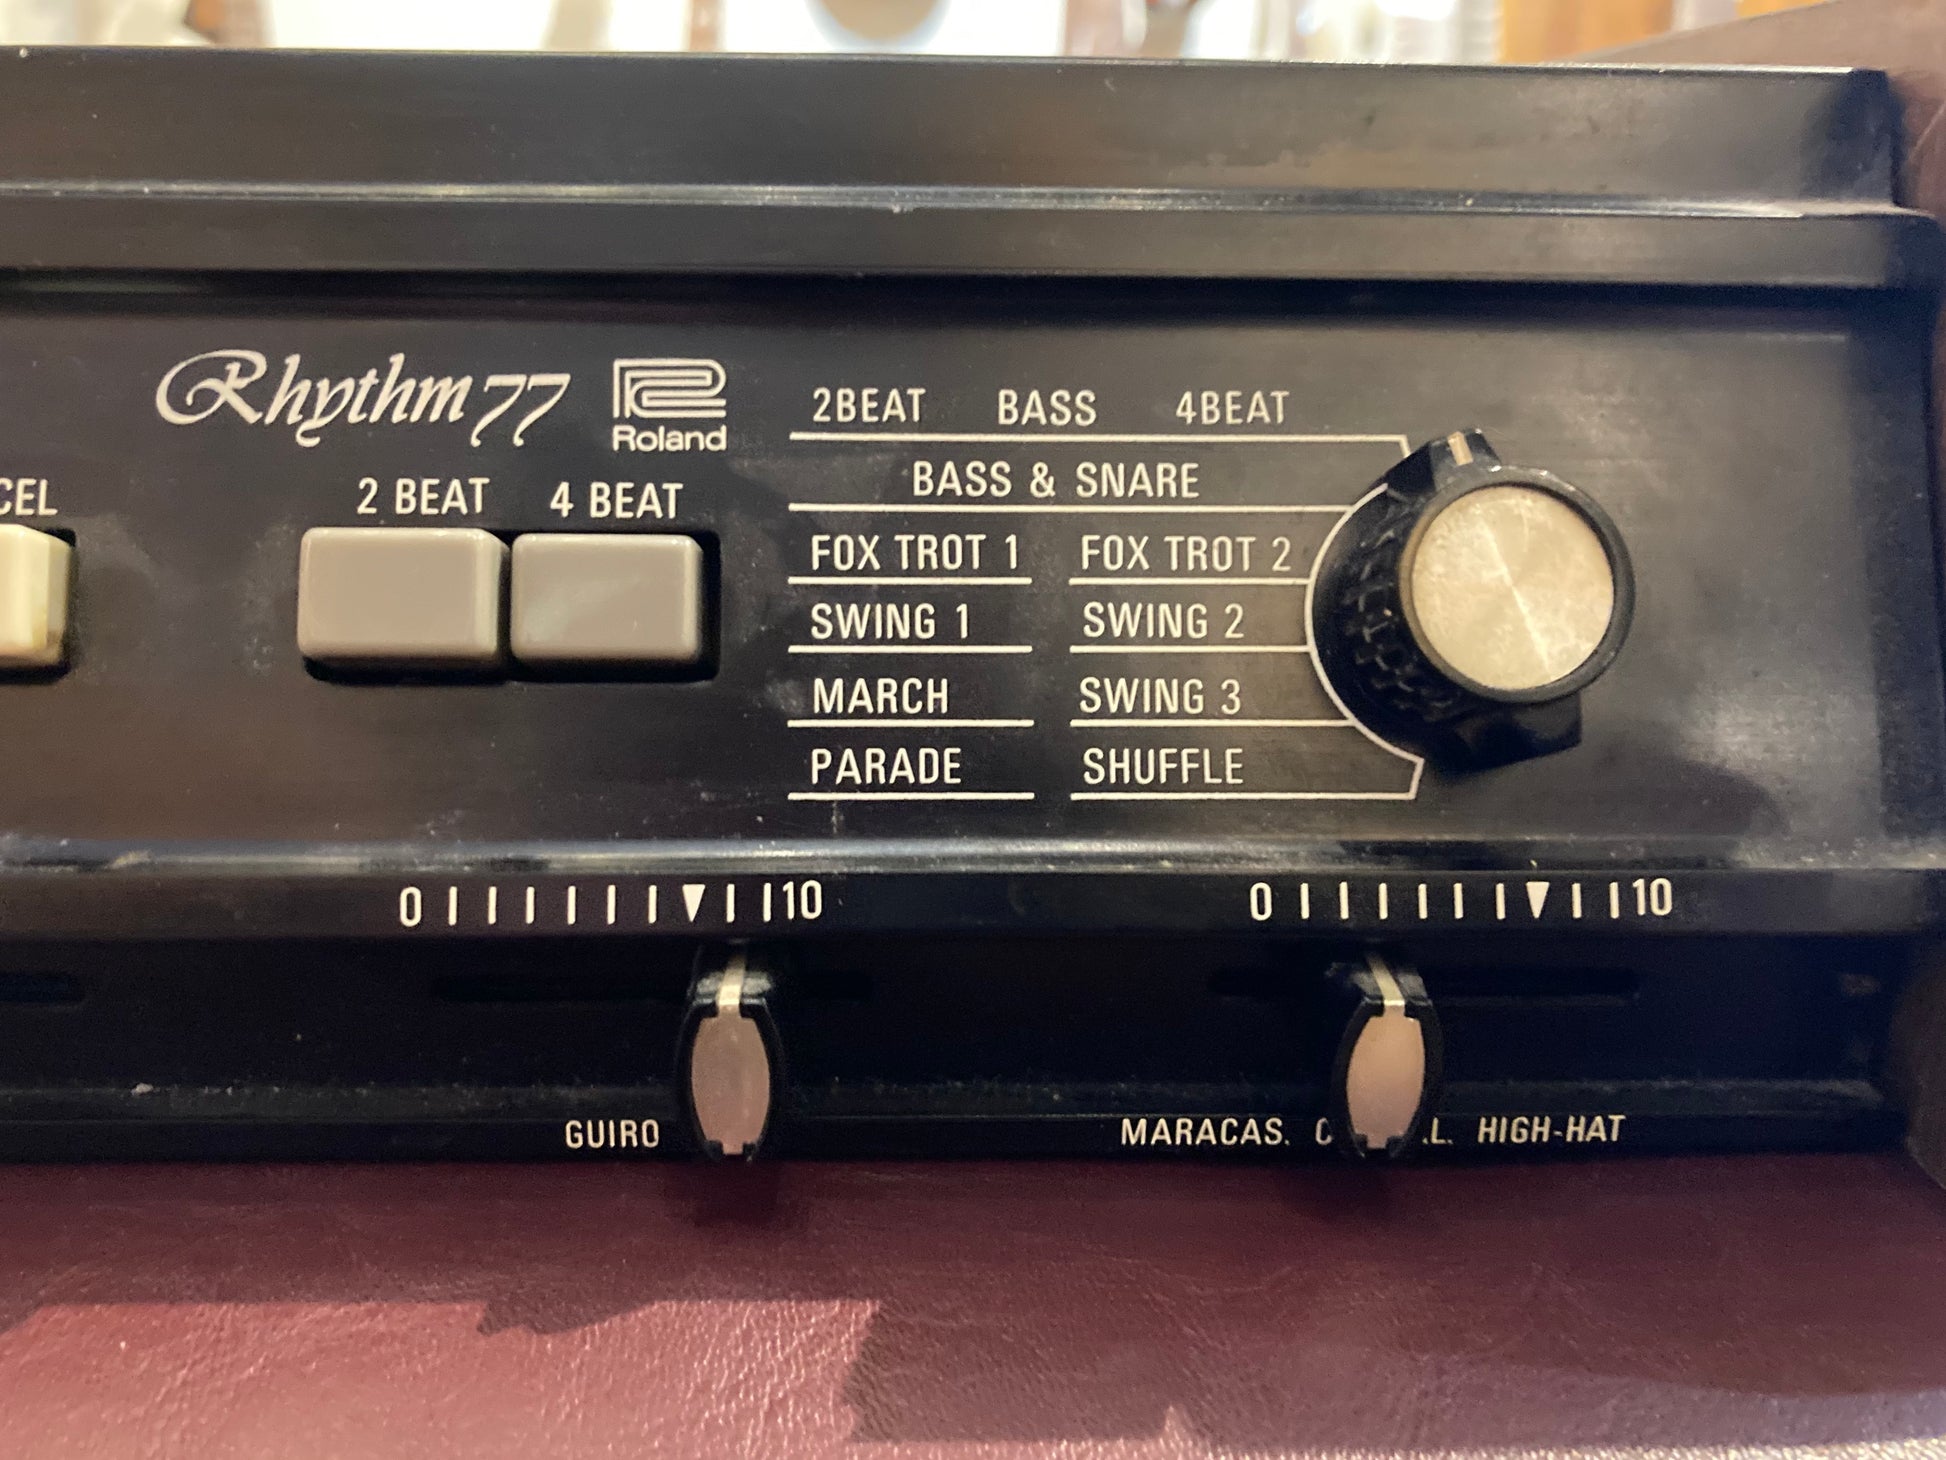 Rhythm 77 Roland
2BEAT BASS 4BEAT
BASS & SNARE
CEL 2 BEAT 4 BEAT
FOX TROT 1 FOX TROT 2
SWING 1 SWING 2
MARCH SWING 3
PARADE SHUFFLE
0 10 0 10
GUIRO MARACAS. HIGH-HAT